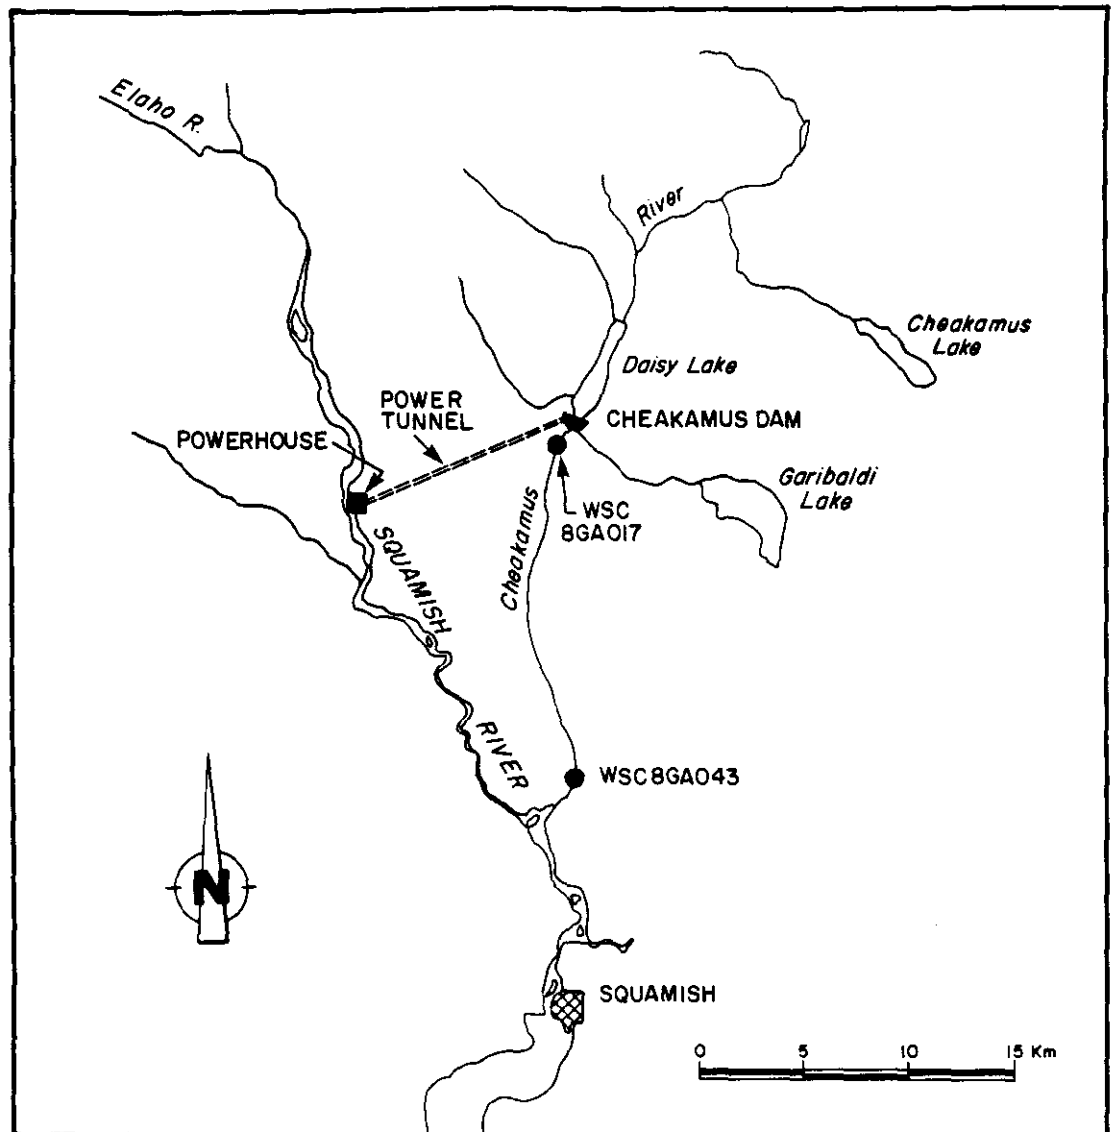 Elaho R.
River
Cheakamus
Lake
Daisy Lake
POWER
TUNNEL
CHEAKAMUS DAM
POWERHOUSE
Garibaldi
Lake
WSC
8GA017
SQUAMISH
Cheakamus
RIVER
WSC8GA043
N
SQUAMISH
0 5 10 15 Km